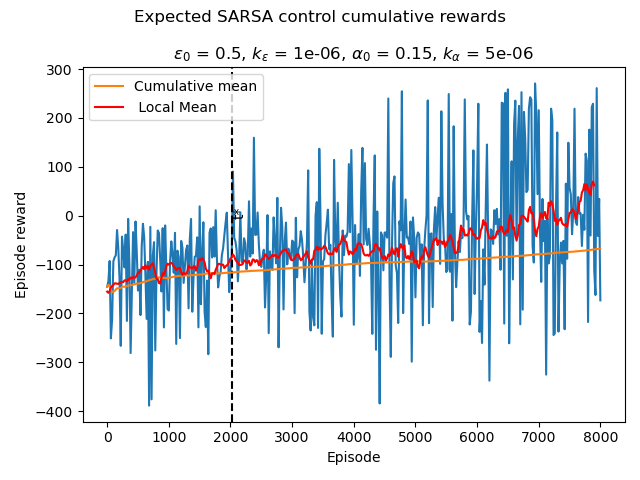 Expected SARSA control cumulative rewards
ε₀ = 0.5, kε = 1e-06, α₀ = 0.15, kα = 5e-06
Cumulative mean
Local Mean
Episode reward
300
200
100
0
−100
−200
−300
−400
0 1000 2000 3000 4000 5000 6000 7000 8000
Episode